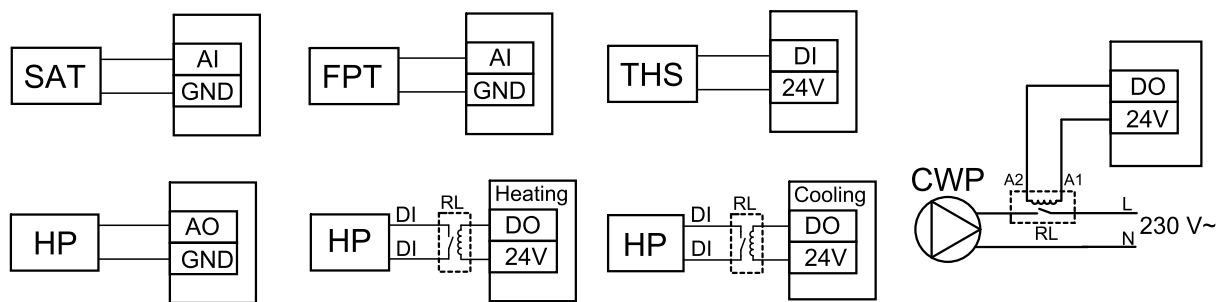 SAT
AI
GND
FPT
AI
GND
THS
DI
24V
DO
24V
CWP
A2
A1
L
RL
N
230 V~
HP
AO
GND
HP
DI
DI
RL
Heating
DO
24V
HP
DI
DI
RL
Cooling
DO
24V